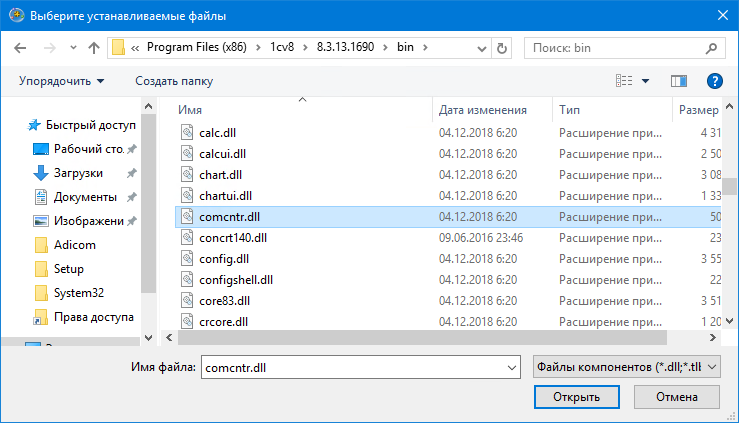 Выберите устанавливаемые файлы
« Program Files (x86) › 1cv8 › 8.3.13.1690 › bin ›
Поиск: bin
Упорядочить
Создать папку
Имя Дата изменения Тип Размер
Быстрый доступ
Рабочий сто.
Загрузки
Документы
Изображени
Adicom
Setup
System32
Права доступа
calc.dll 04.12.2018 6:20 Расширение при... 4 31
calcui.dll 04.12.2018 6:20 Расширение при... 2 50
chart.dll 04.12.2018 6:20 Расширение при... 3 08
chartui.dll 04.12.2018 6:20 Расширение при... 1 33
comcntr.dll 04.12.2018 6:20 Расширение при... 50
concrt140.dll 09.06.2016 23:46 Расширение при... 23
config.dll 04.12.2018 6:20 Расширение при... 3 55
configshell.dll 04.12.2018 6:20 Расширение при... 22
core83.dll 04.12.2018 6:20 Расширение при... 3 51
crcore.dll 04.12.2018 6:20 Расширение при... 1 20
Имя файла: comcntr.dll
Файлы компонентов (*.dll;*.tlb
Открыть
Отмена